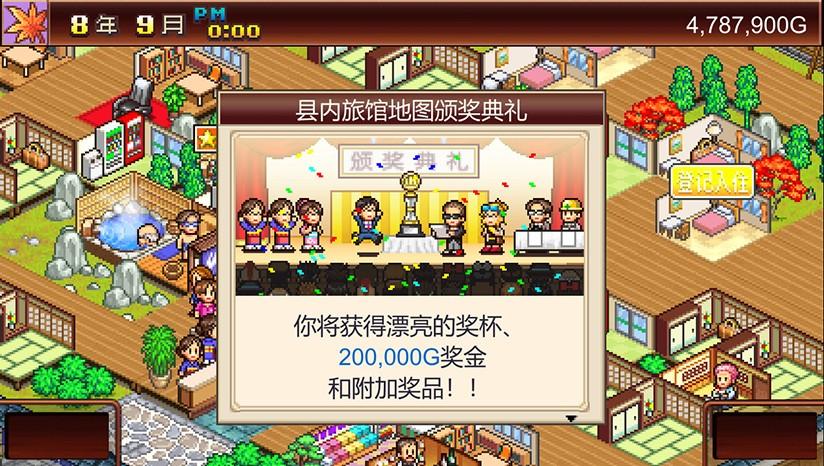 8年 9月 PM 0:00
4,787,900G
县内旅馆地图颁奖典礼
颁奖典礼
登记入住
你将获得漂亮的奖杯、
200,000G奖金
和附加奖品！！